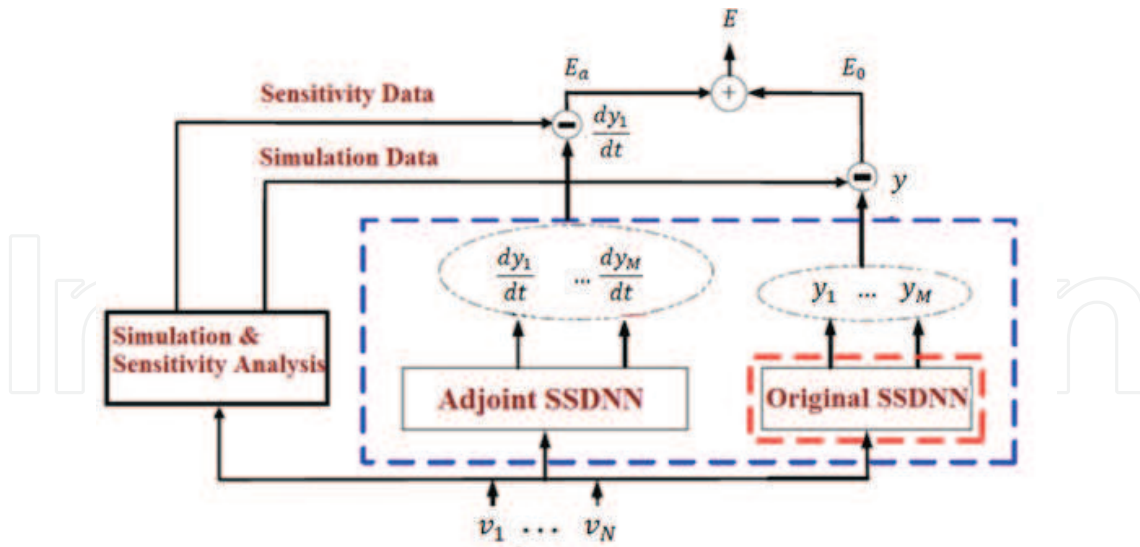 E
E_a
E_0
Sensitivity Data
dy_1/dt
Simulation Data
y
dy_1/dt ... dy_M/dt
y_1 ... y_M
Simulation &
Sensitivity Analysis
Adjoint SSDNN
Original SSDNN
v_1 ... v_N